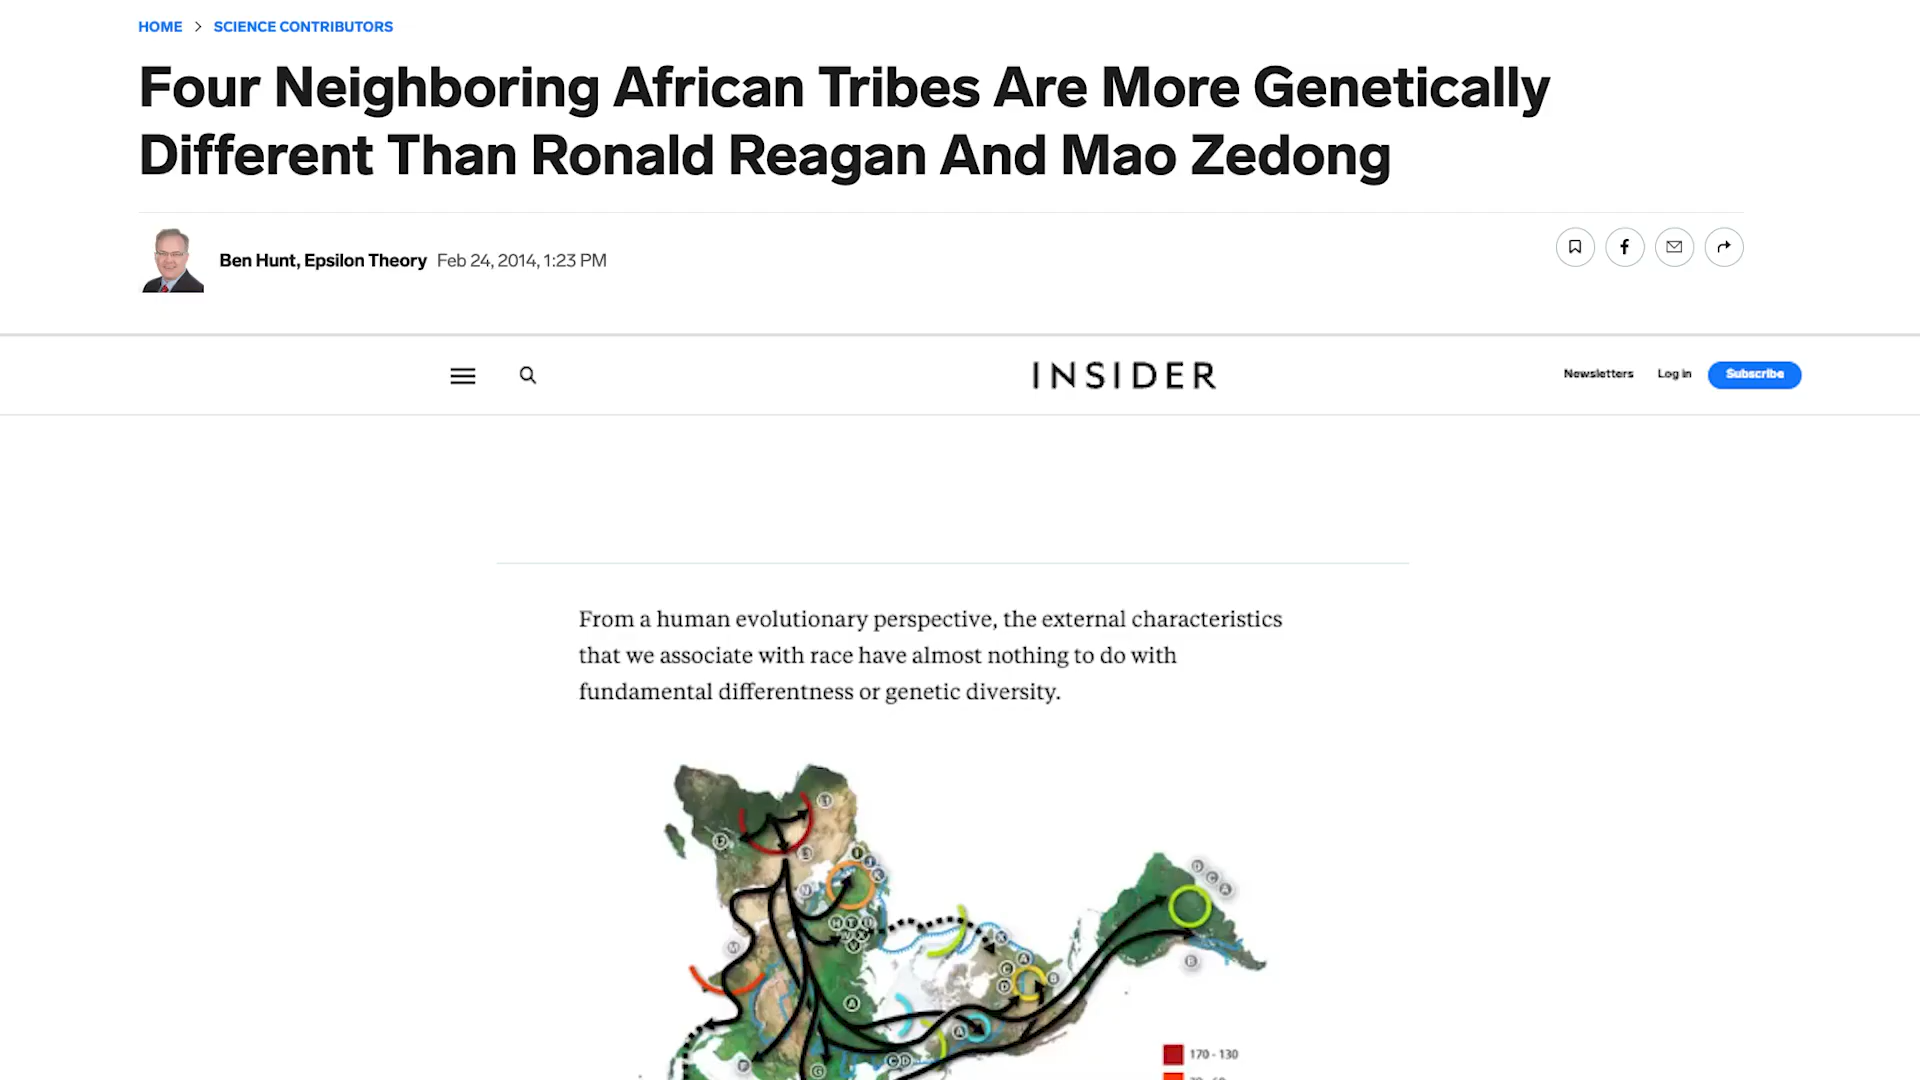 HOME > SCIENCE CONTRIBUTORS
Four Neighboring African Tribes Are More Genetically
Different Than Ronald Reagan And Mao Zedong
Ben Hunt, Epsilon Theory Feb 24, 2014, 1:23 PM
INSIDER
Newsletters
Log in
Subscribe
From a human evolutionary perspective, the external characteristics
that we associate with race have almost nothing to do with
fundamental differentness or genetic diversity.
170 - 130